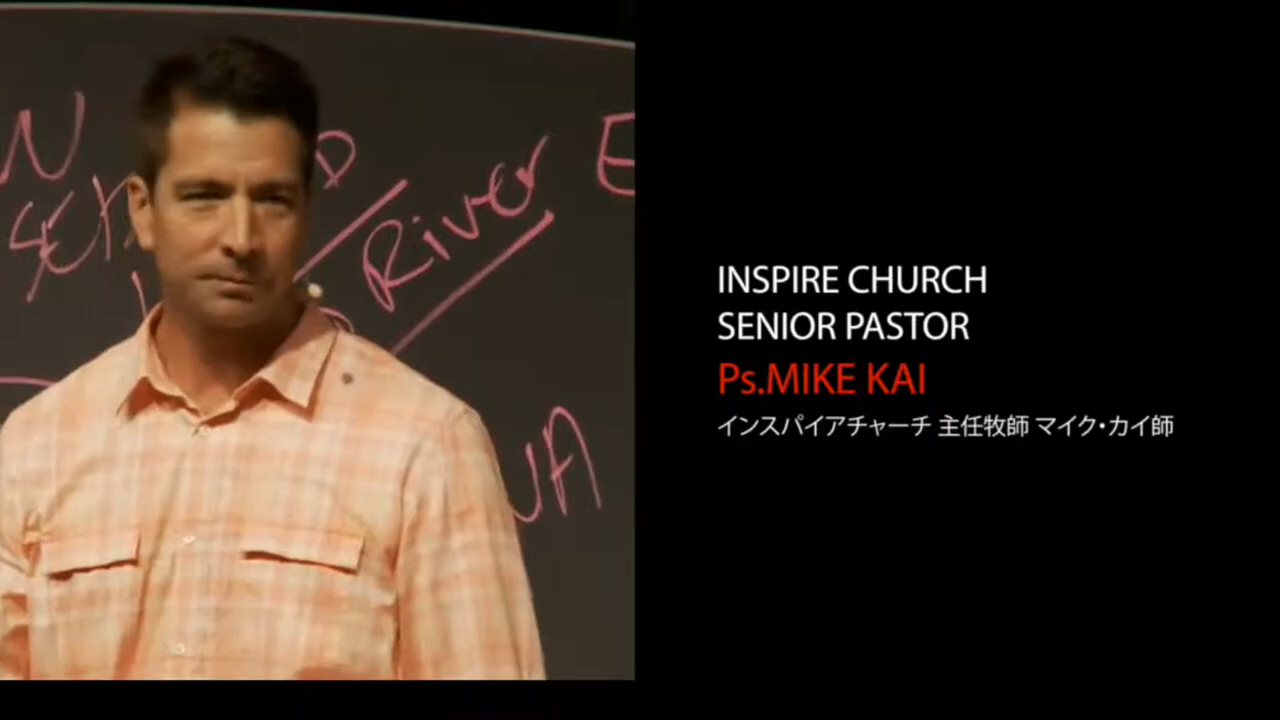 N
SEA
D
River
E
INSPIRE CHURCH
SENIOR PASTOR
Ps.MIKE KAI
インスパイアチャーチ 主任牧師 マイク・カイ師